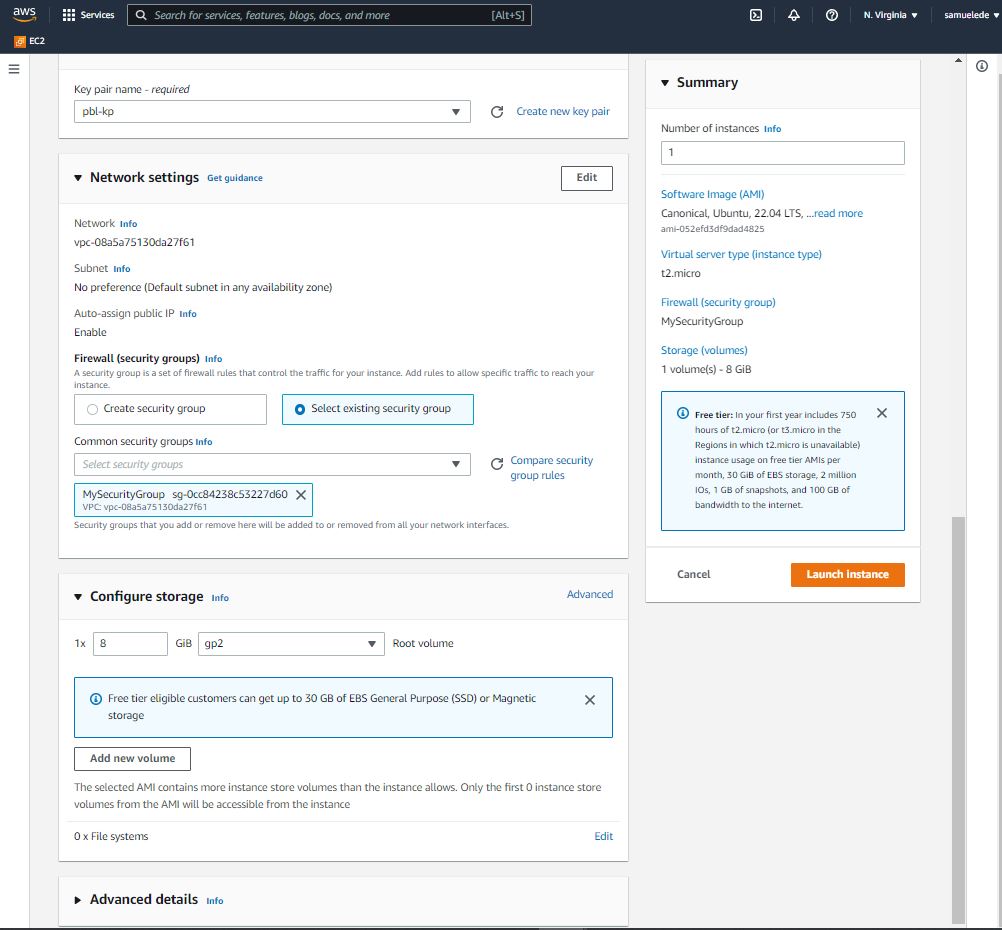 aws
Services
Search for services, features, blogs, docs, and more
[Alt+S]
N. Virginia
samuelede
EC2
Key pair name - required
pbl-kp
Create new key pair
Network settings Get guidance
Edit
Network Info
vpc-08a5a75130da27f61
Subnet Info
No preference (Default subnet in any availability zone)
Auto-assign public IP Info
Enable
Firewall (security groups) Info
A security group is a set of firewall rules that control the traffic for your instance. Add rules to allow specific traffic to reach your
instance.
Create security group
Select existing security group
Common security groups Info
Select security groups
Compare security
group rules
MySecurityGroup sg-0cc84238c53227d60
VPC: vpc-08a5a75130da27f61
Security groups that you add or remove here will be added to or removed from all your network interfaces.
Configure storage Info
Advanced
1x
8
GiB
gp2
Root volume
Free tier eligible customers can get up to 30 GB of EBS General Purpose (SSD) or Magnetic
storage
Add new volume
The selected AMI contains more instance store volumes than the instance allows. Only the first 0 instance store
volumes from the AMI will be accessible from the instance
0 x File systems
Edit
Advanced details Info
Summary
Number of instances Info
1
Software Image (AMI)
Canonical, Ubuntu, 22.04 LTS, ...read more
ami-052efd3df9dad4825
Virtual server type (instance type)
t2.micro
Firewall (security group)
MySecurityGroup
Storage (volumes)
1 volume(s) - 8 GiB
Free tier: In your first year includes 750
hours of t2.micro (or t3.micro in the
Regions in which t2.micro is unavailable)
instance usage on free tier AMIs per
month, 30 GiB of EBS storage, 2 million
IOs, 1 GB of snapshots, and 100 GB of
bandwidth to the internet.
Cancel
Launch instance